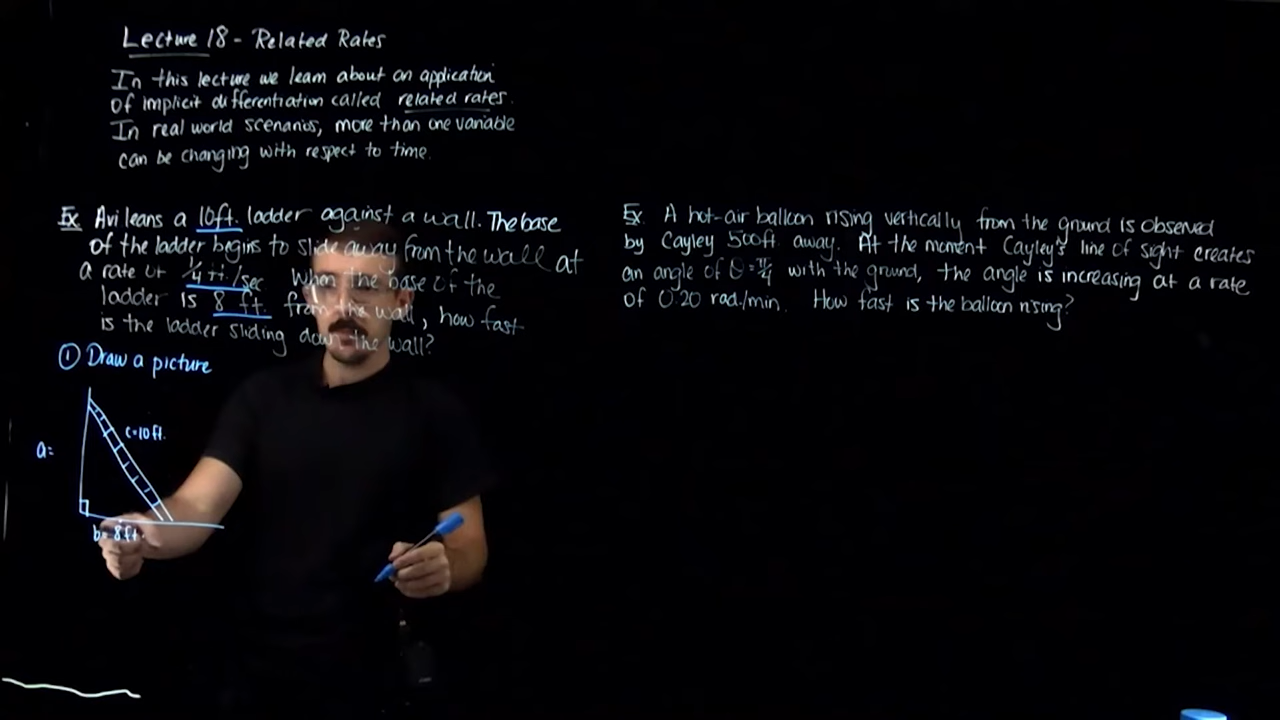 Lecture 18 - Related Rates
In this lecture we learn about an application
of implicit differentiation called related rates.
In real world scenarios, more than one variable
can be changing with respect to time.
Ex Avi leans a 10ft. ladder against a wall. The base
of the ladder begins to slide away from the wall at
a rate of 1/4 ft./sec When the base of the
ladder is 8 ft. from the wall, how fast
is the ladder sliding down the wall?
① Draw a picture
c=10ft.
a=
b= 8ft.
Ex. A hot-air balloon rising vertically from the ground is observed
by Cayley 500ft. away. At the moment Cayley's line of sight creates
an angle of θ=π/4 with the ground, the angle is increasing at a rate
of 0.20 rad./min. How fast is the balloon rising?